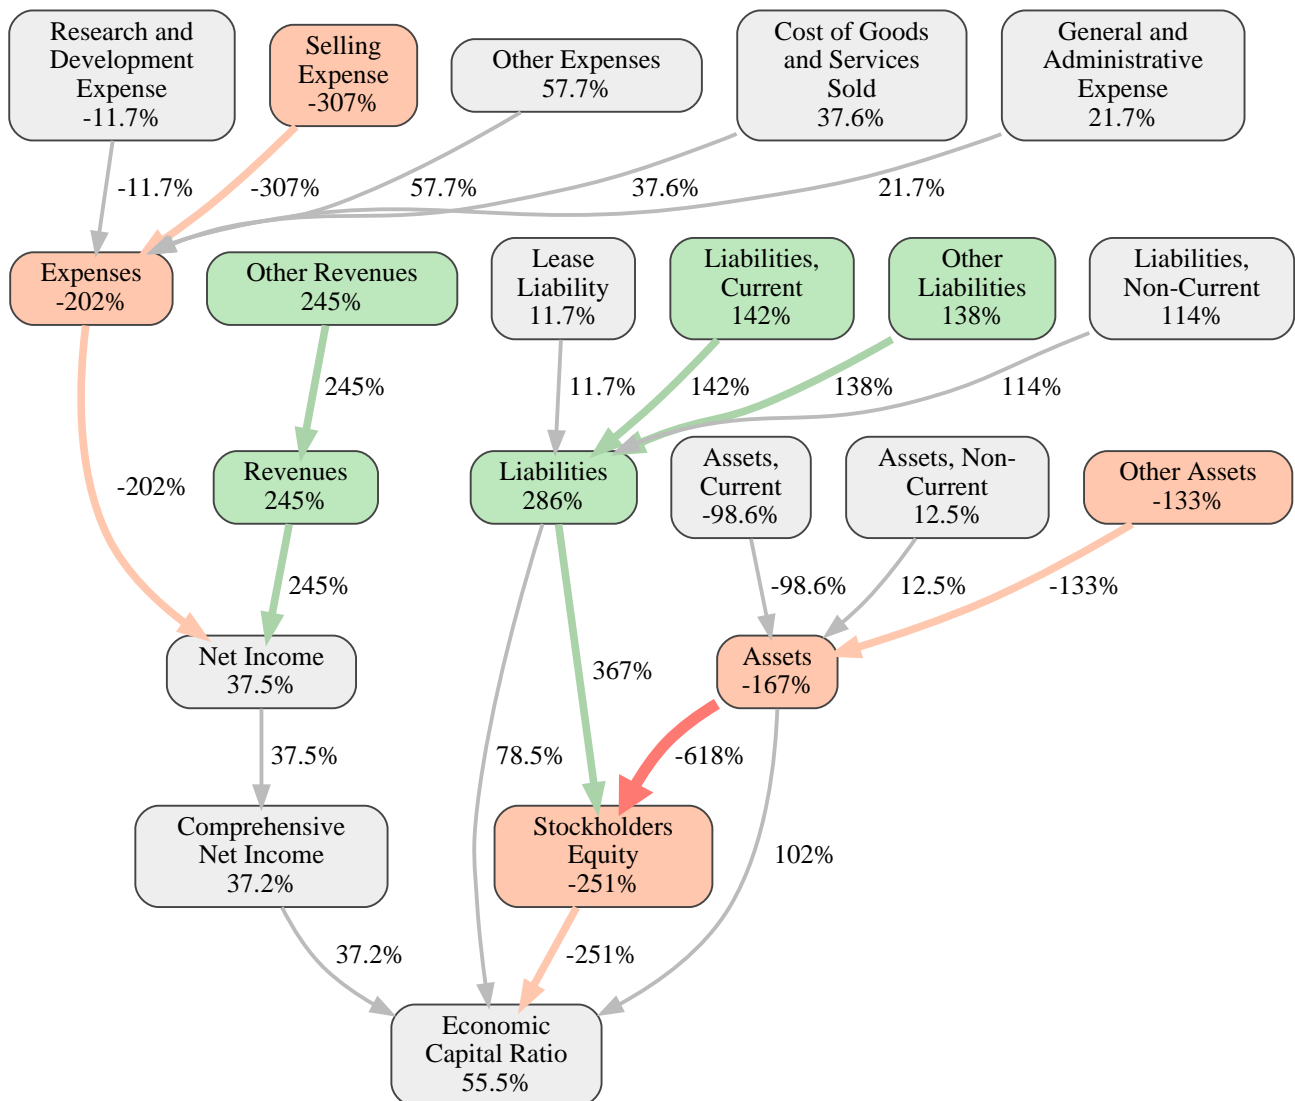 Research and
Development
Expense
-11.7%
Selling
Expense
-307%
Other Expenses
57.7%
Cost of Goods
and Services
Sold
37.6%
General and
Administrative
Expense
21.7%
-11.7%
-307%
57.7%
37.6%
21.7%
Expenses
-202%
Other Revenues
245%
Lease
Liability
11.7%
Liabilities,
Current
142%
Other
Liabilities
138%
Liabilities,
Non-Current
114%
245%
11.7%
142%
138%
114%
-202%
Revenues
245%
Liabilities
286%
Assets,
Current
-98.6%
Assets, Non-
Current
12.5%
Other Assets
-133%
245%
-98.6%
12.5%
-133%
Net Income
37.5%
367%
Assets
-167%
37.5%
78.5%
-618%
Comprehensive
Net Income
37.2%
Stockholders
Equity
-251%
102%
37.2%
-251%
Economic
Capital Ratio
55.5%